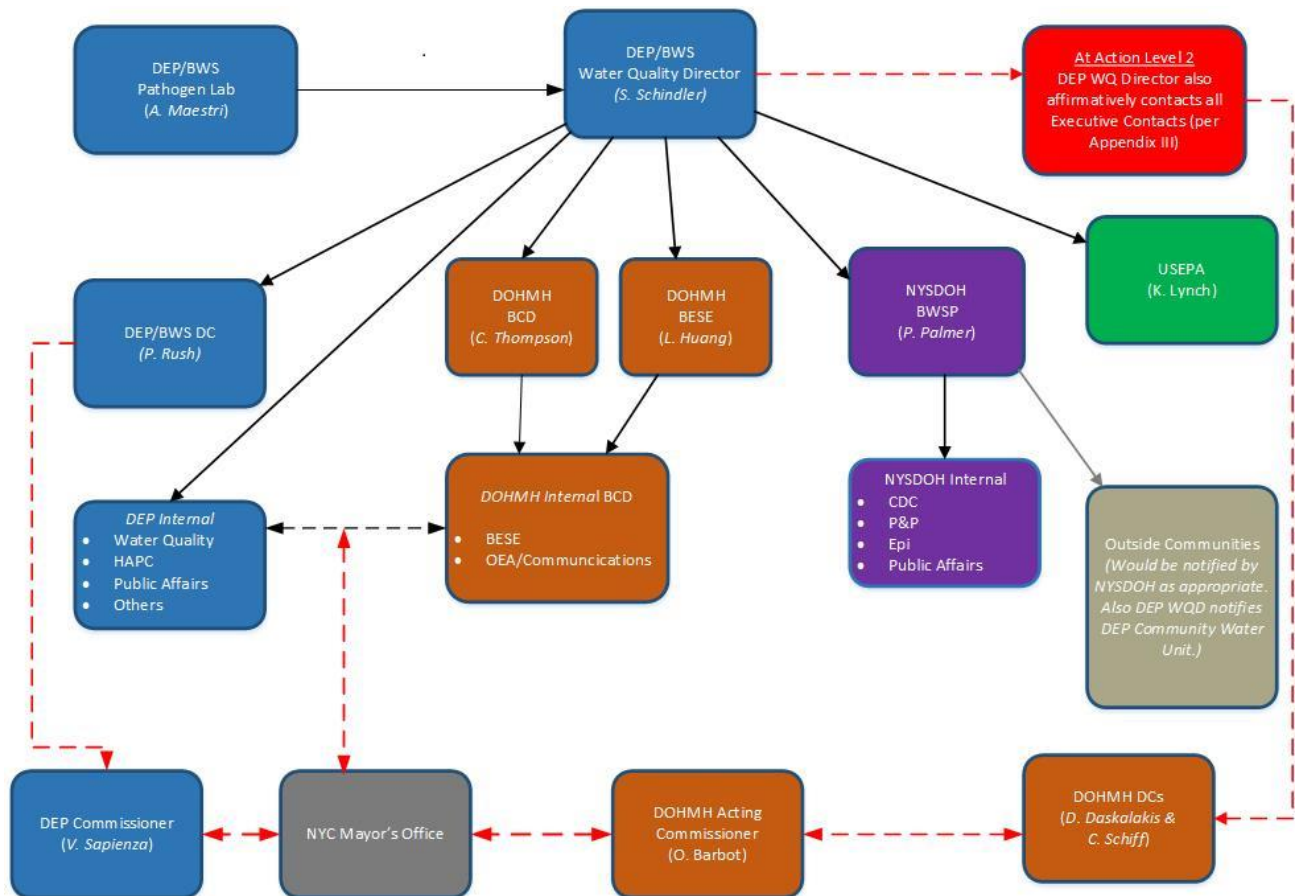 DEP/BWS
Pathogen Lab
(A. Maestri)
DEP/BWS
Water Quality Director
(S. Schindler)
At Action Level 2
DEP WQ Director also
affirmatively contacts all
Executive Contacts (per
Appendix III)
DEP/BWS DC
(P. Rush)
DOHMH
BCD
(C. Thompson)
DOHMH
BESE
(L. Huang)
NYSDOH
BWSP
(P. Palmer)
USEPA
(K. Lynch)
DEP Internal
• Water Quality
• HAPC
• Public Affairs
• Others
DOHMH Internal BCD
• BESE
• OEA/Communcications
NYSDOH Internal
• CDC
• P&P
• Epi
• Public Affairs
Outside Communities
(Would be notified by
NYSDOH as appropriate.
Also DEP WQD notifies
DEP Community Water
Unit.)
DEP Commissioner
(V. Sapienza)
NYC Mayor's Office
DOHMH Acting
Commissioner
(O. Barbot)
DOHMH DCs
(D. Daskalakis &
C. Schiff)